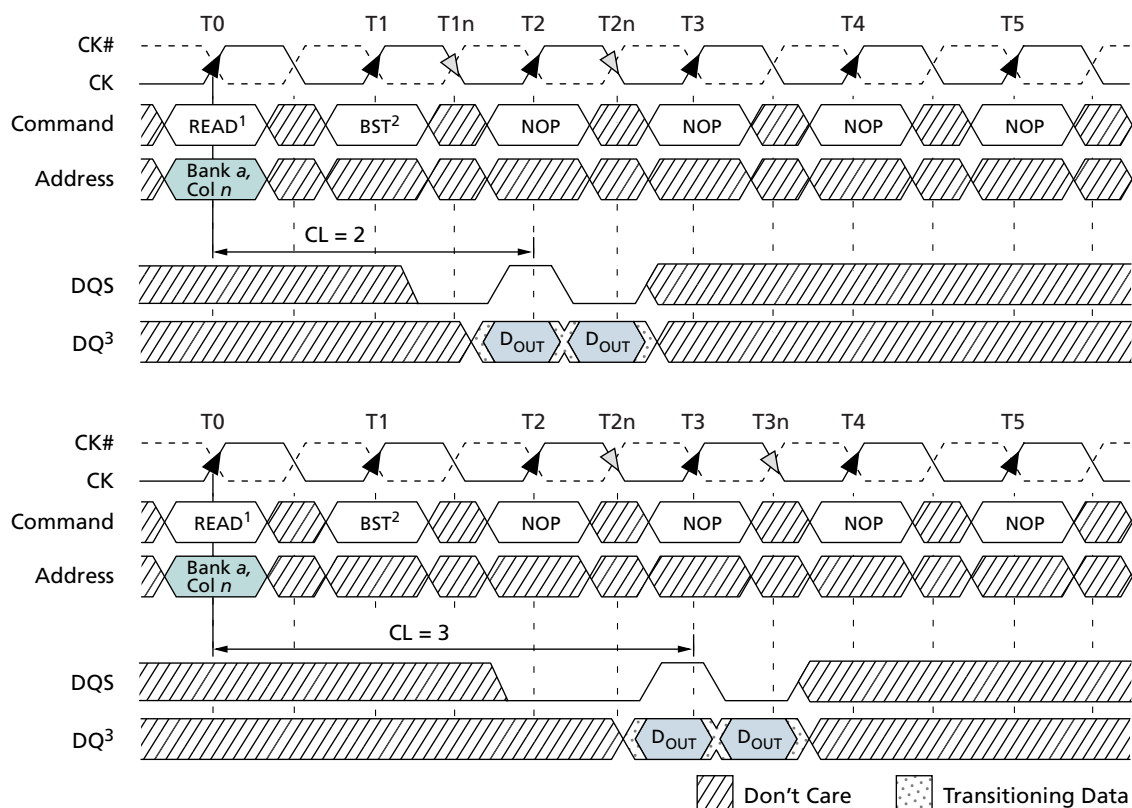 T0 T1 T1n T2 T2n T3 T4 T5
CK#
CK
Command READ¹ BST² NOP NOP NOP NOP
Address Bank a,
Col n
CL = 2
DQS
DQ³ DOUT DOUT
T0 T1 T2 T2n T3 T3n T4 T5
CK#
CK
Command READ¹ BST² NOP NOP NOP NOP
Address Bank a,
Col n
CL = 3
DQS
DQ³ DOUT DOUT
Don't Care Transitioning Data